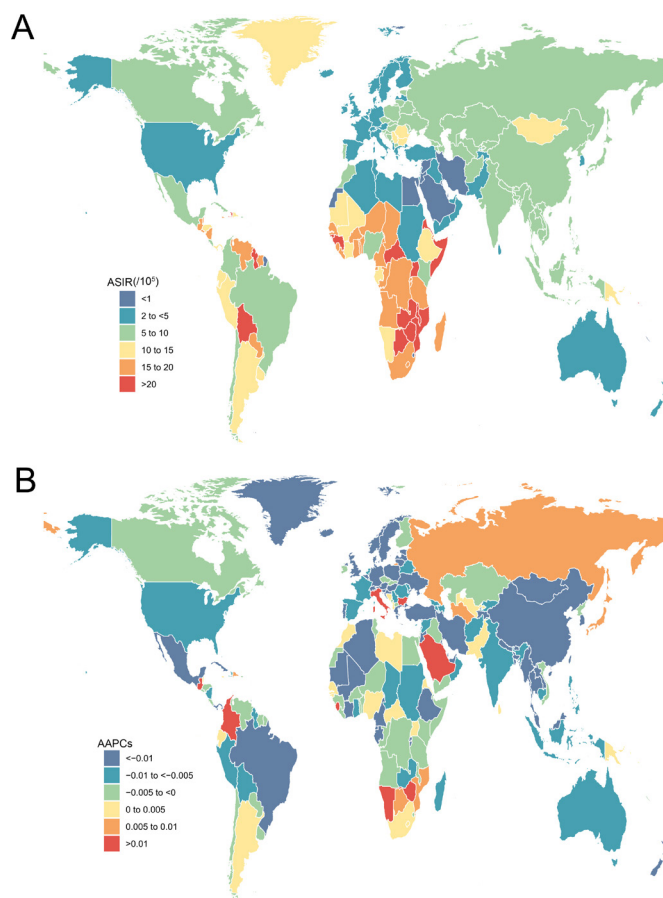 A
ASIR(/10⁵)
<1
2 to <5
5 to 10
10 to 15
15 to 20
>20
B
AAPCs
<−0.01
−0.01 to <−0.005
−0.005 to <0
0 to 0.005
0.005 to 0.01
>0.01